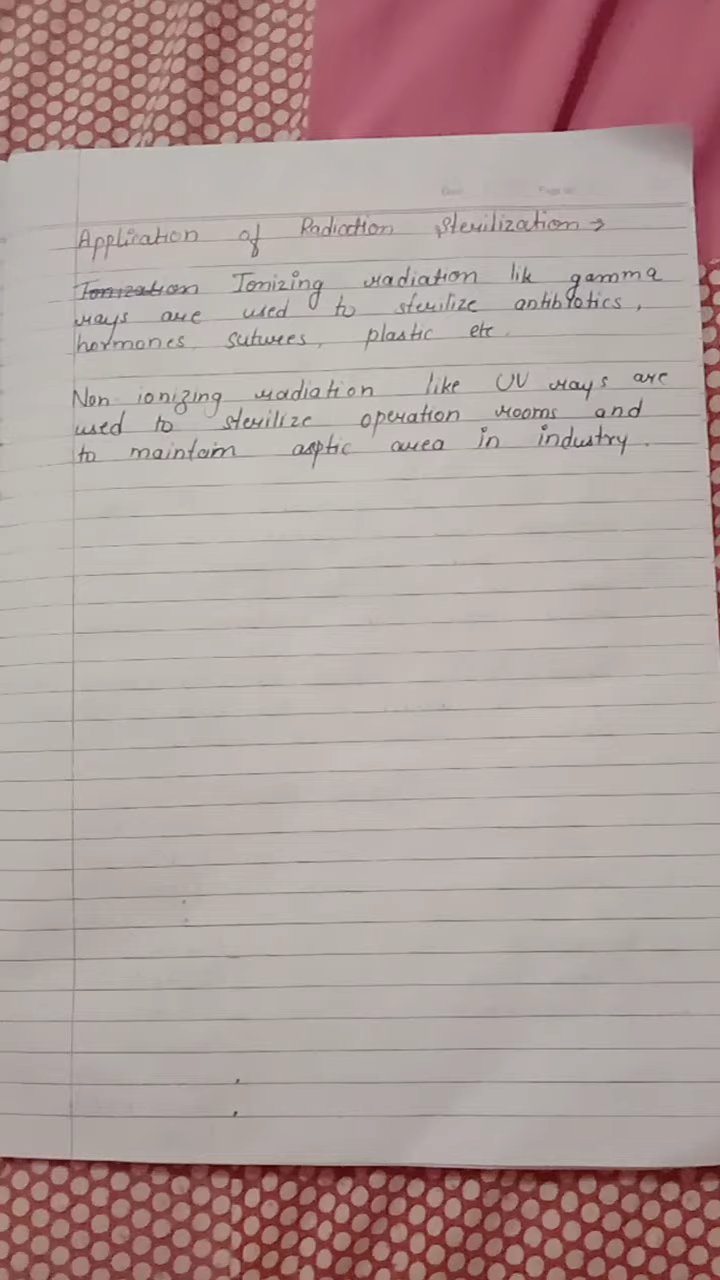 Application of Radiation Sterilization →
Ionization Ionizing radiation lik gamma
rays are used to sterilize antibiotics,
hormones, sutures, plastic etc.
Non ionizing radiation like UV rays are
used to sterilize operation rooms and
to maintain asptic area in industry.